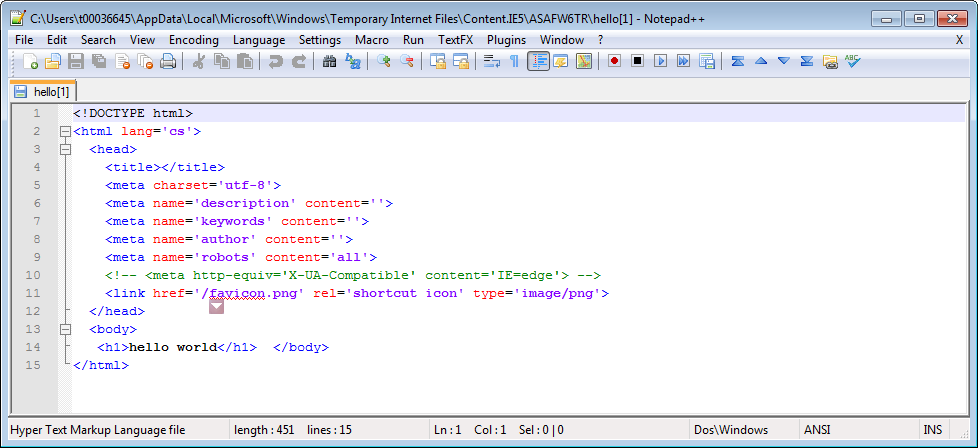 C:\Users\t00036645\AppData\Local\Microsoft\Windows\Temporary Internet Files\Content.IE5\ASAFW6TR\hello[1] - Notepad++
File Edit Search View Encoding Language Settings Macro Run TextFX Plugins Window ? X
hello[1]
1 <!DOCTYPE html>
2 <html lang='cs'>
3 <head>
4 <title></title>
5 <meta charset='utf-8'>
6 <meta name='description' content=''>
7 <meta name='keywords' content=''>
8 <meta name='author' content=''>
9 <meta name='robots' content='all'>
10 <!-- <meta http-equiv='X-UA-Compatible' content='IE=edge'> -->
11 <link href='/favicon.png' rel='shortcut icon' type='image/png'>
12 </head>
13 <body>
14 <h1>hello world</h1> </body>
15 </html>
Hyper Text Markup Language file length : 451 lines : 15 Ln : 1 Col : 1 Sel : 0 | 0 Dos\Windows ANSI INS